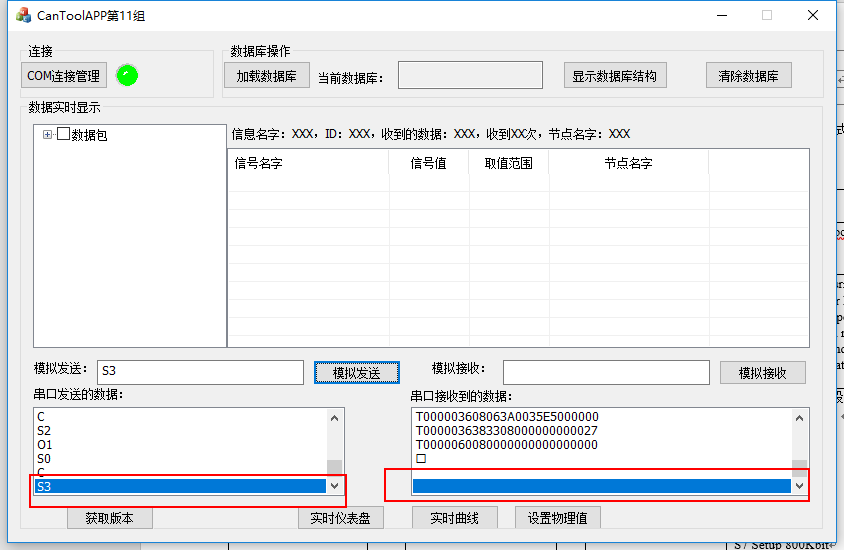 CanToolAPP第11组
连接
COM连接管理
数据库操作
加载数据库
当前数据库：
显示数据库结构
清除数据库
数据实时显示
数据包
信息名字：XXX，ID：XXX，收到的数据：XXX，收到XX次，节点名字：XXX
信号名字 信号值 取值范围 节点名字
模拟发送：
S3
模拟发送
模拟接收：
模拟接收
串口发送的数据：
C
S2
O1
S0
C
S3
串口接收到的数据：
T000003608063A0035E5000000
T0000036383308000000000027
T0000060080000000000000000
获取版本
实时仪表盘
实时曲线
设置物理值
S7 Setup 800Kbit